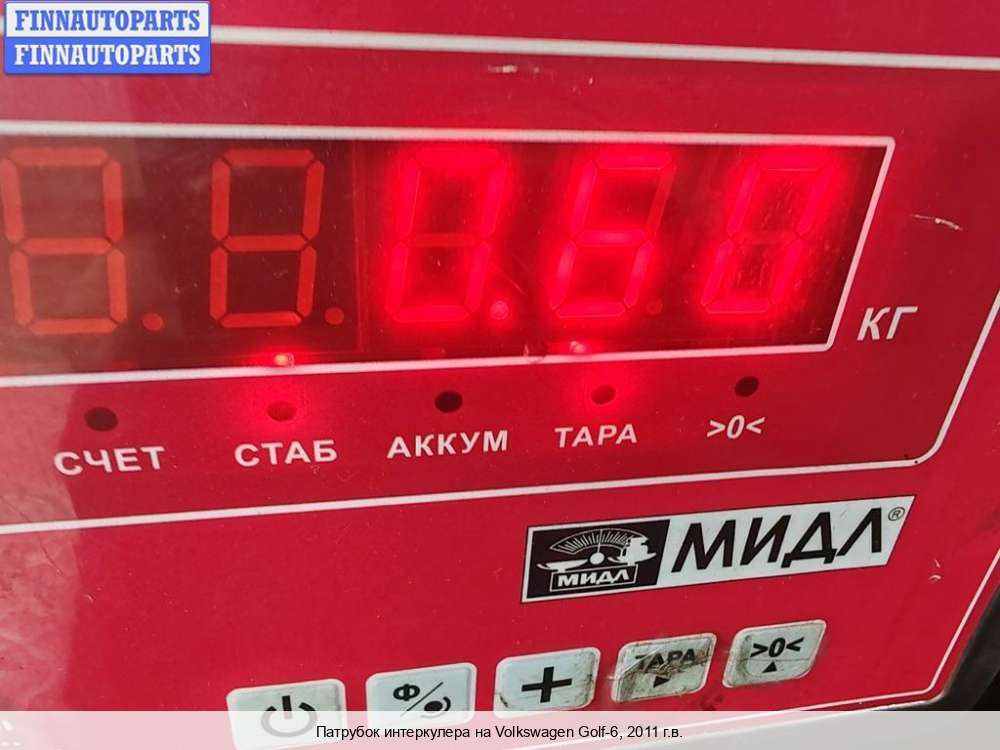 FINNAUTOPARTS
FINNAUTOPARTS
0.60
КГ
СЧЕТ СТАБ АККУМ ТАРА >0<
МИДЛ МИДЛ®
Ф/ + ТАРА >0<
Патрубок интеркулера на Volkswagen Golf-6, 2011 г.в.